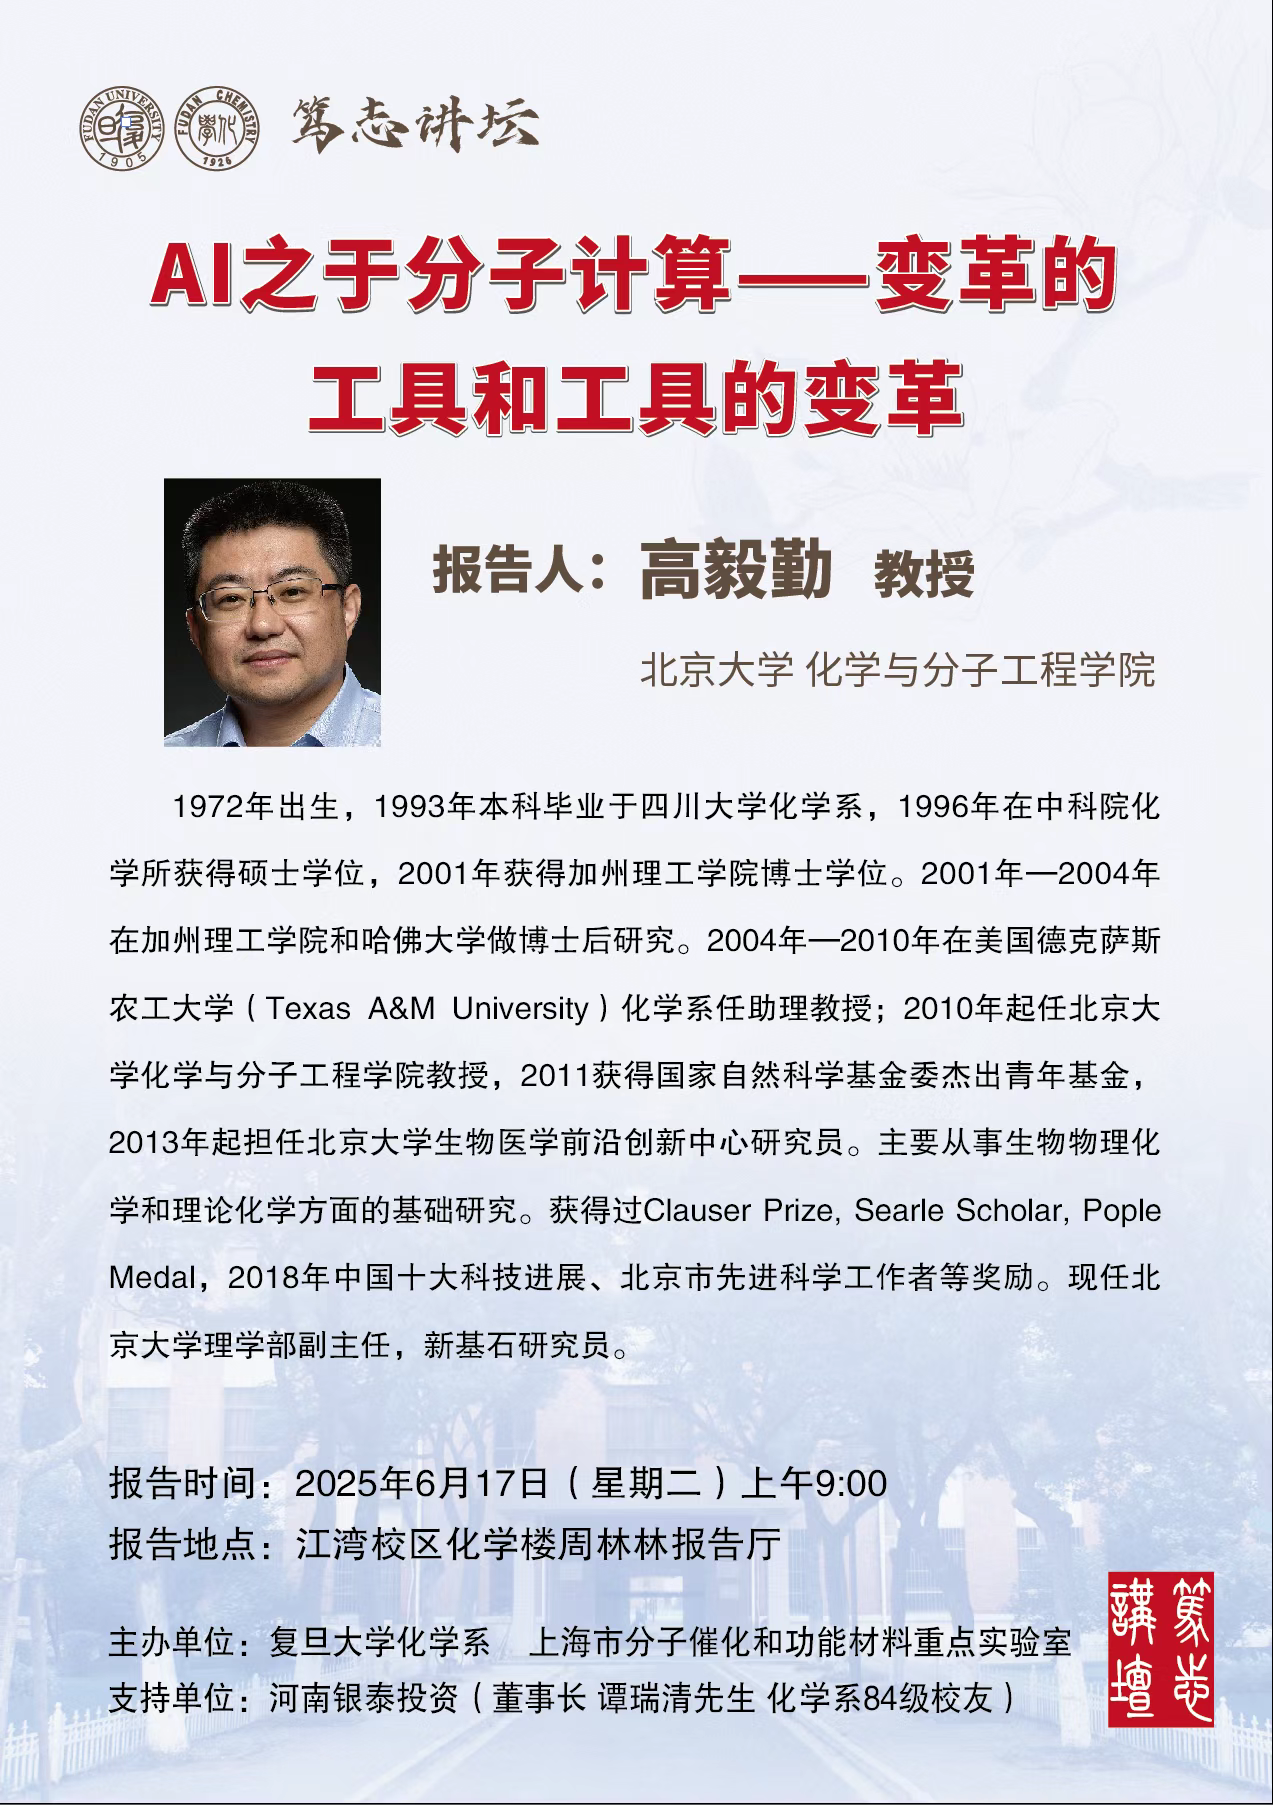 FUDAN UNIVERSITY
1905
FUDAN CHEMISTRY
化學
1926
笃志讲坛
AI之于分子计算——变革的
工具和工具的变革
报告人：高毅勤 教授
北京大学 化学与分子工程学院
1972年出生，1993年本科毕业于四川大学化学系，1996年在中科院化
学所获得硕士学位，2001年获得加州理工学院博士学位。2001年—2004年
在加州理工学院和哈佛大学做博士后研究。2004年—2010年在美国德克萨斯
农工大学（Texas A&M University）化学系任助理教授；2010年起任北京大
学化学与分子工程学院教授，2011获得国家自然科学基金委杰出青年基金，
2013年起担任北京大学生物医学前沿创新中心研究员。主要从事生物物理化
学和理论化学方面的基础研究。获得过Clauser Prize, Searle Scholar, Pople
Medal，2018年中国十大科技进展、北京市先进科学工作者等奖励。现任北
京大学理学部副主任，新基石研究员。
报告时间：2025年6月17日（星期二）上午9:00
报告地点：江湾校区化学楼周林林报告厅
主办单位：复旦大学化学系 上海市分子催化和功能材料重点实验室
支持单位：河南银泰投资（董事长 谭瑞清先生 化学系84级校友）
篤志
講壇